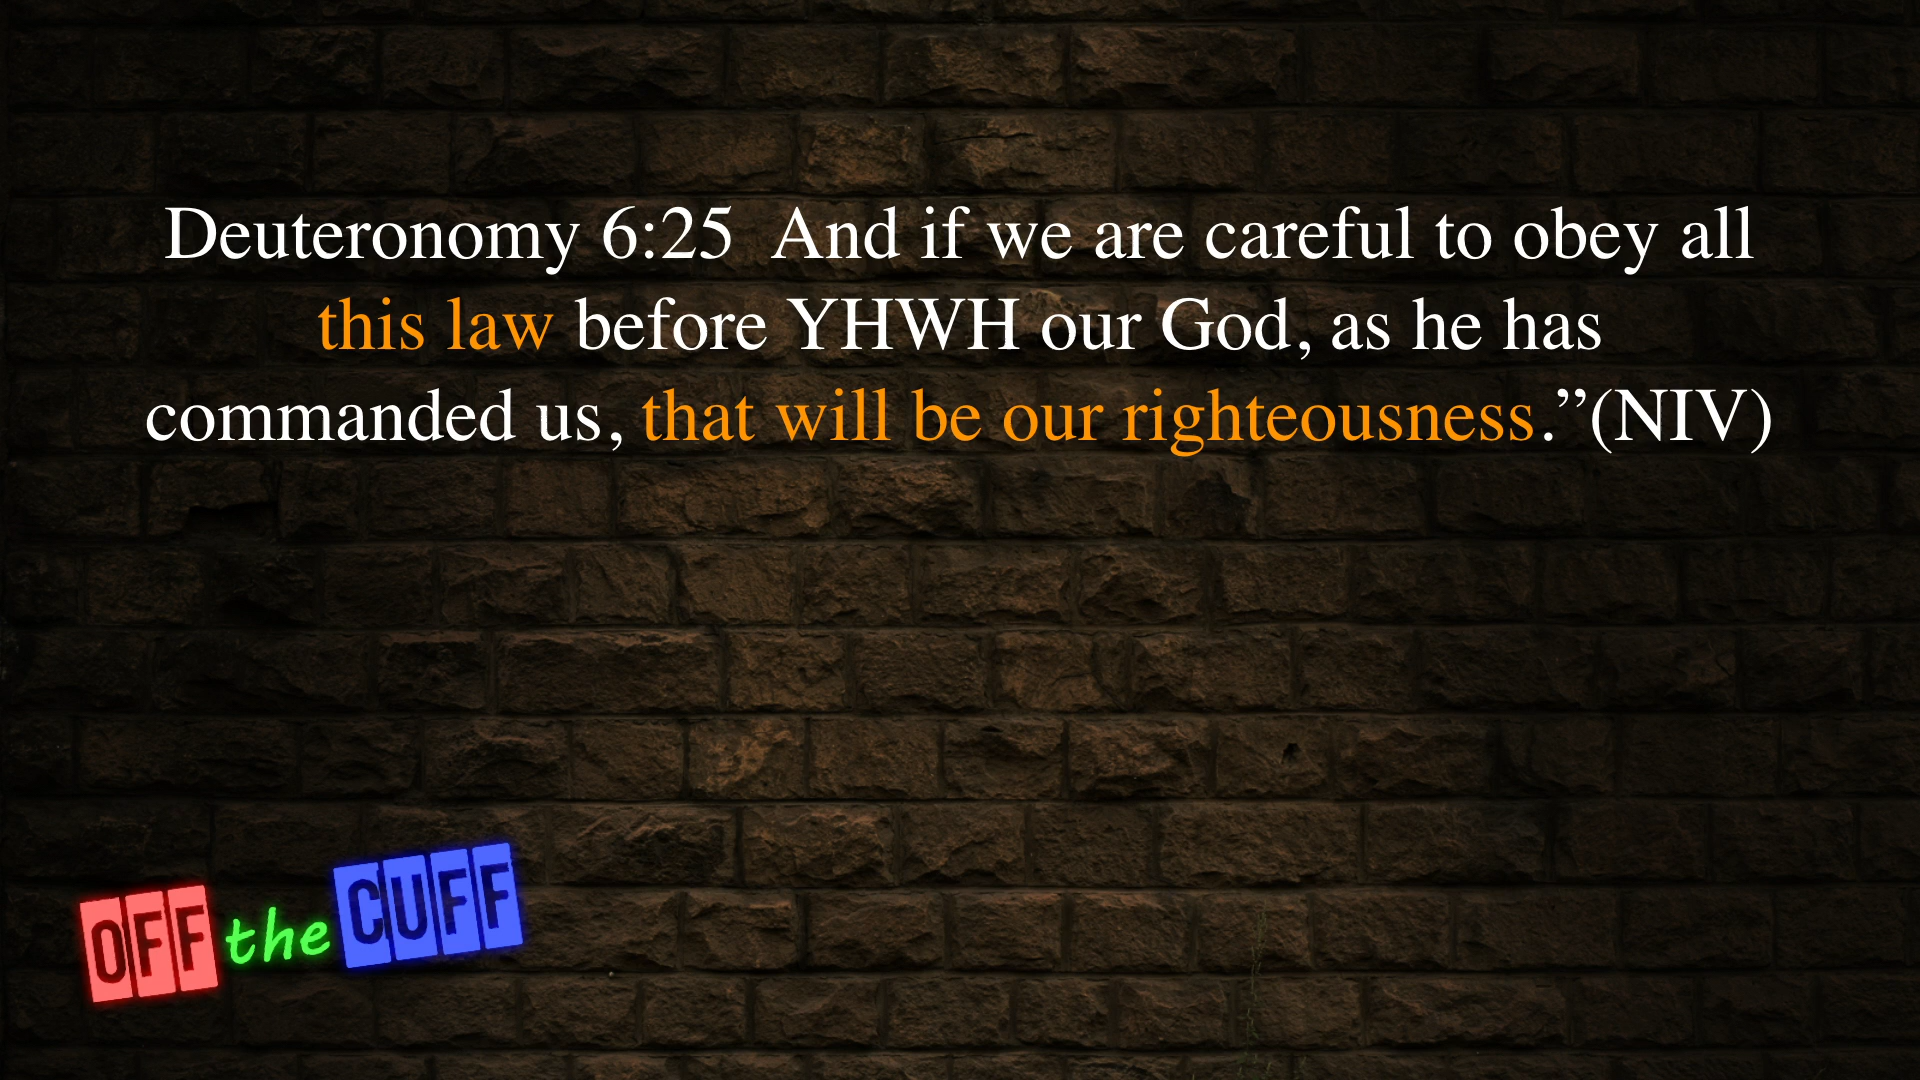 Deuteronomy 6:25  And if we are careful to obey all
this law before YHWH our God, as he has
commanded us, that will be our righteousness.”(NIV)
OFF the CUFF